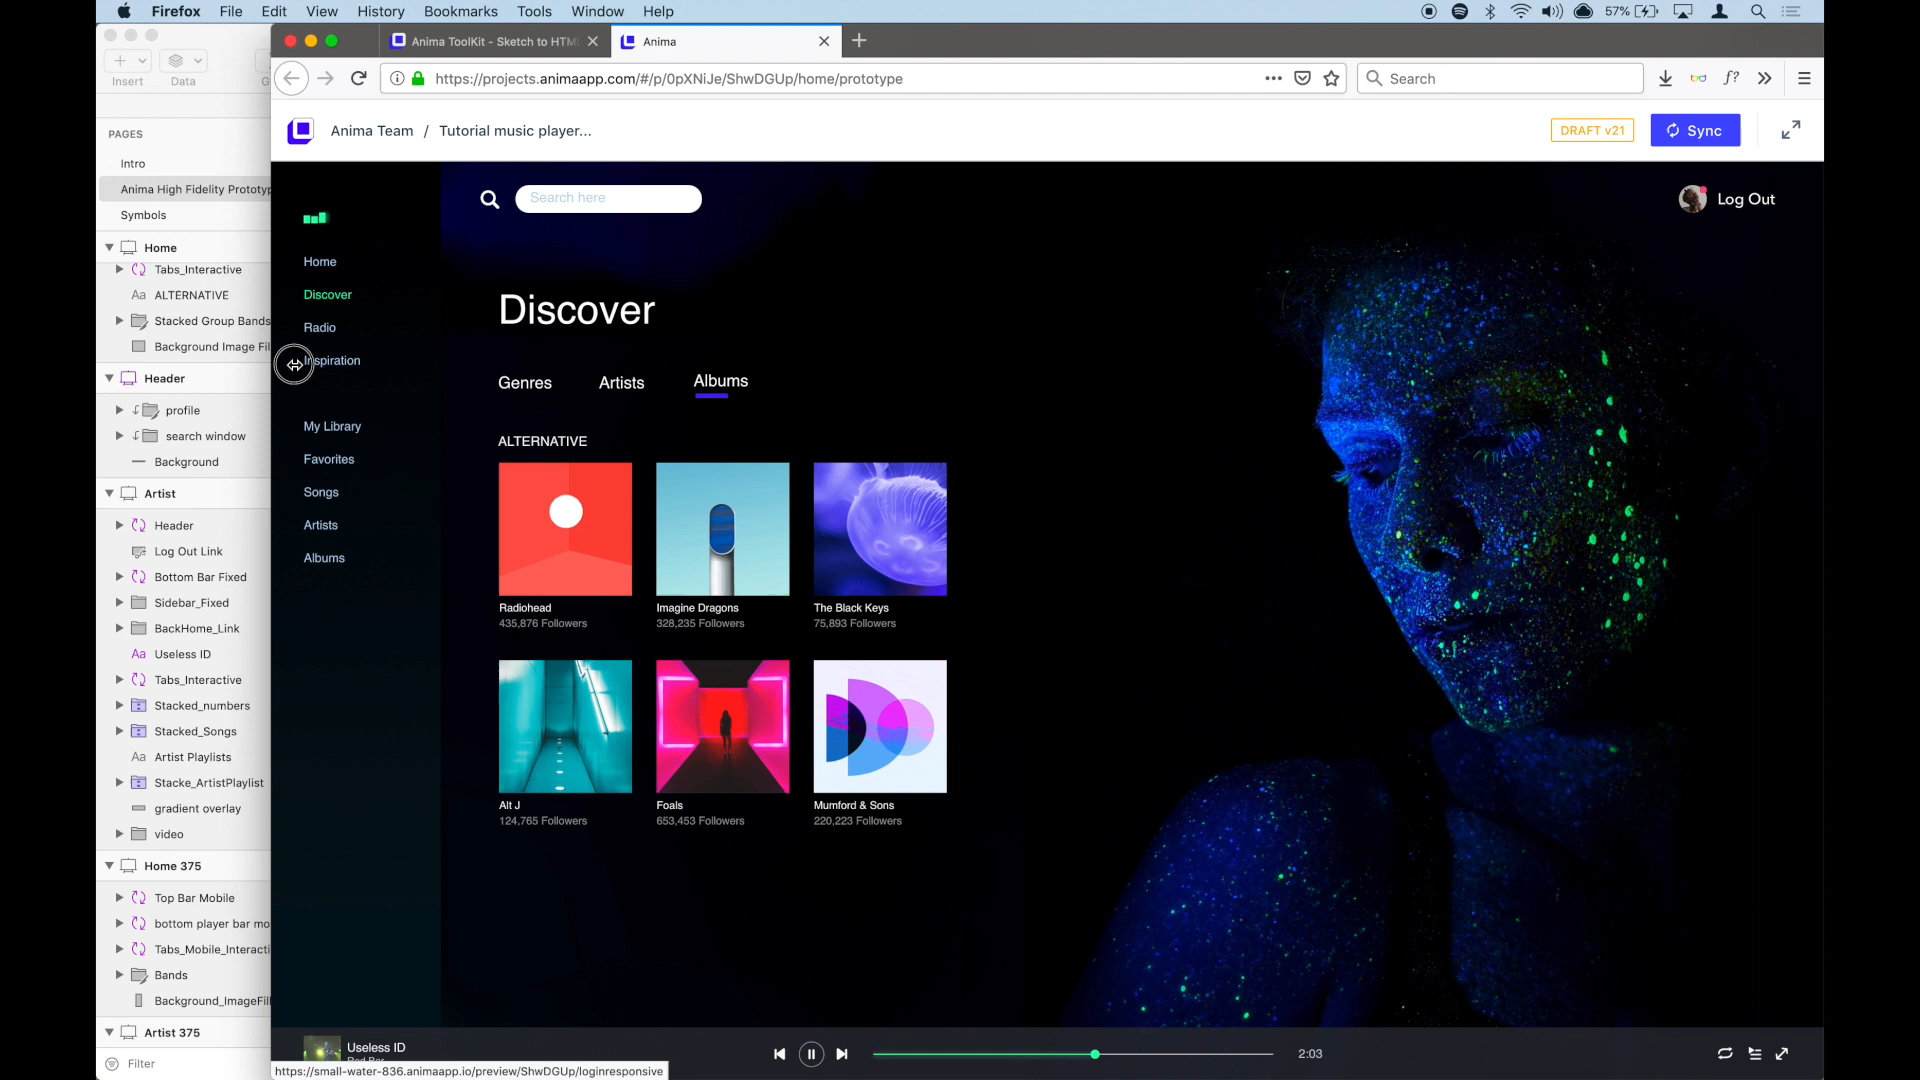 Firefox File Edit View History Bookmarks Tools Window Help
57%
Insert
Data
Anima ToolKit - Sketch to HTM
Anima
https://projects.animaapp.com/#/p/0pXNiJe/ShwDGUp/home/prototype
Search
f?
PAGES
Intro
Anima High Fidelity Prototyp
Symbols
Home
Tabs_Interactive
Aa ALTERNATIVE
Stacked Group Bands
Background Image Fil
Header
profile
search window
Background
Artist
Header
Log Out Link
Bottom Bar Fixed
Sidebar_Fixed
BackHome_Link
Aa Useless ID
Tabs_Interactive
Stacked_numbers
Stacked_Songs
Aa Artist Playlists
Stacke_ArtistPlaylist
gradient overlay
video
Home 375
Top Bar Mobile
bottom player bar mo
Tabs_Mobile_Interacti
Bands
Background_ImageFill
Artist 375
Filter
Anima Team / Tutorial music player...
DRAFT v21
Sync
Search here
Log Out
Home
Discover
Radio
Inspiration
My Library
Favorites
Songs
Artists
Albums
Discover
Genres
Artists
Albums
ALTERNATIVE
Radiohead
435,876 Followers
Imagine Dragons
328,235 Followers
The Black Keys
75,893 Followers
Alt J
124,765 Followers
Foals
653,453 Followers
Mumford & Sons
220,223 Followers
Useless ID
2:03
https://small-water-836.animaapp.io/preview/ShwDGUp/loginresponsive